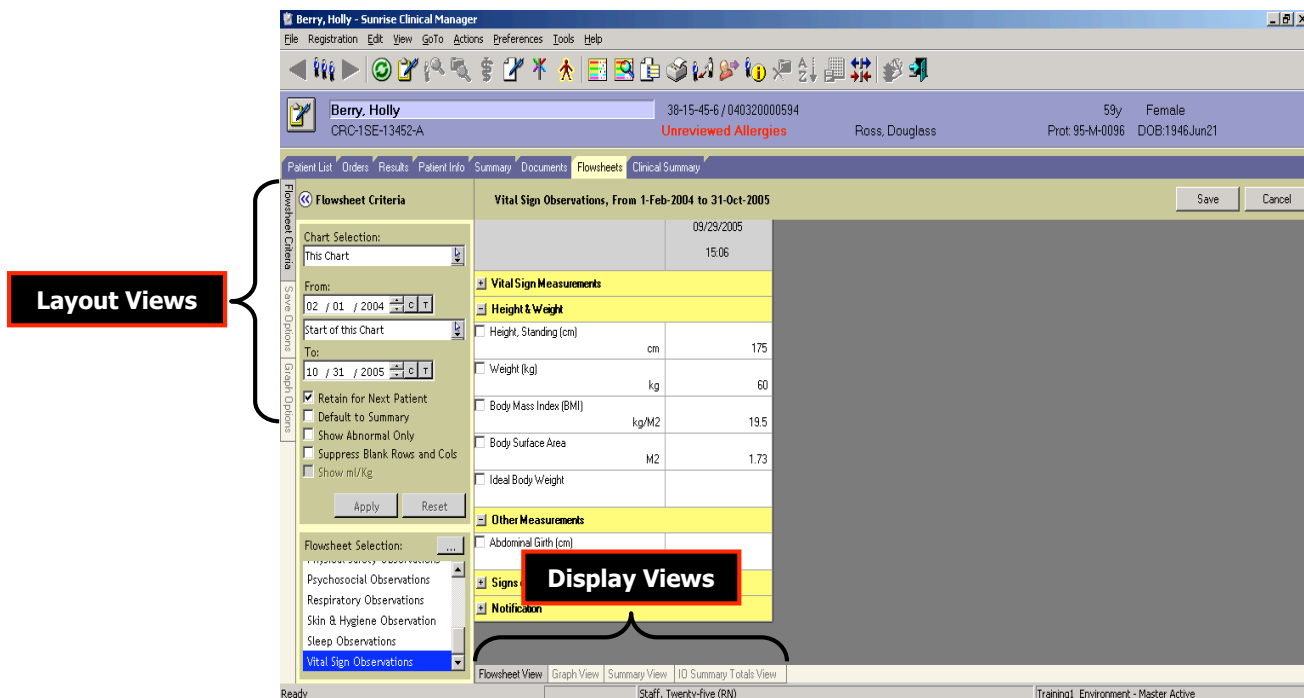 Berry, Holly - Sunrise Clinical Manager
File Registration Edit View GoTo Actions Preferences Tools Help
Berry, Holly 38-15-45-6 / 040320000594 59y Female
CRC-1SE-13452-A Unreviewed Allergies Ross, Douglass Prot: 95-M-0096 DOB:1946Jun21
Patient List Orders Results Patient Info Summary Documents Flowsheets Clinical Summary
Flowsheet Criteria
Save Options
Graph Options
Layout Views
Flowsheet Criteria
Chart Selection:
This Chart
From:
02 / 01 / 2004 C T
Start of this Chart
To:
10 / 31 / 2005 C T
Retain for Next Patient
Default to Summary
Show Abnormal Only
Suppress Blank Rows and Cols
Show ml/Kg
Apply Reset
Flowsheet Selection: ...
Psychosocial Observations
Respiratory Observations
Skin & Hygiene Observation
Sleep Observations
Vital Sign Observations
Vital Sign Observations, From 1-Feb-2004 to 31-Oct-2005 Save Cancel
09/29/2005
15:06
Vital Sign Measurements
Height & Weight
Height, Standing (cm)
cm 175
Weight (kg)
kg 60
Body Mass Index (BMI)
kg/M2 19.5
Body Surface Area
M2 1.73
Ideal Body Weight
Other Measurements
Abdominal Girth (cm)
Signs
Notification
Display Views
Flowsheet View Graph View Summary View IO Summary Totals View
Ready Staff, Twenty-five (RN) Training1 Environment - Master Active